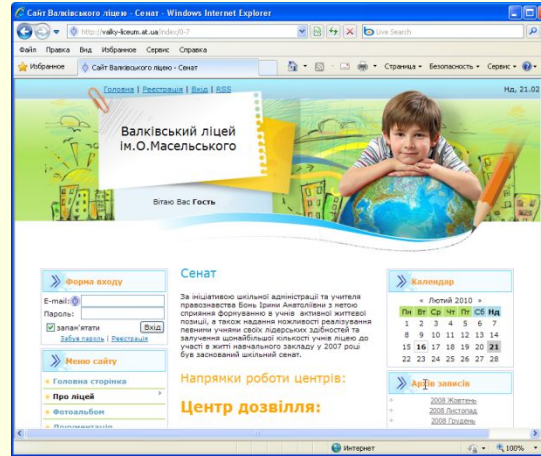 Сайт Валківського ліцею - Сенат - Windows Internet Explorer
http://valky-liceum.at.ua/index/0-7
Live Search
Файл Правка Вид Избранное Сервис Справка
Избранное
Сайт Валківського ліцею - Сенат
Страница Безопасность Сервис
Головна | Реєстрація | Вхід | RSS
Нд, 21.02
Валківський ліцей
ім.О.Масельського
Вітаю Вас Гость
Форма входу
E-mail:
Пароль:
запам'ятати
Вхід
Забув пароль | Реєстрація
Меню сайту
Головна сторінка
Про ліцей
Фотоальбом
Документація
Сенат
За ініціативою шкільної адміністрації та учителя
правознавства Бонь Ірини Анатоліївни з метою
сприяння формуванню в учнів активної життєвої
позиції, а також надання можливості реалізування
певними учнями своїх лідерських здібностей та
залучення щонайбільшої кількості учнів ліцею до
участі в житті навчального закладу у 2007 році
був заснований шкільний сенат.
Напрямки роботи центрів:
Центр дозвілля:
Календар
« Лютий 2010 »
Пн Вт Ср Чт Пт Сб Нд
1 2 3 4 5 6 7
8 9 10 11 12 13 14
15 16 17 18 19 20 21
22 23 24 25 26 27 28
Архів записів
2008 Жовтень
2008 Листопад
2008 Грудень
Интернет
100%